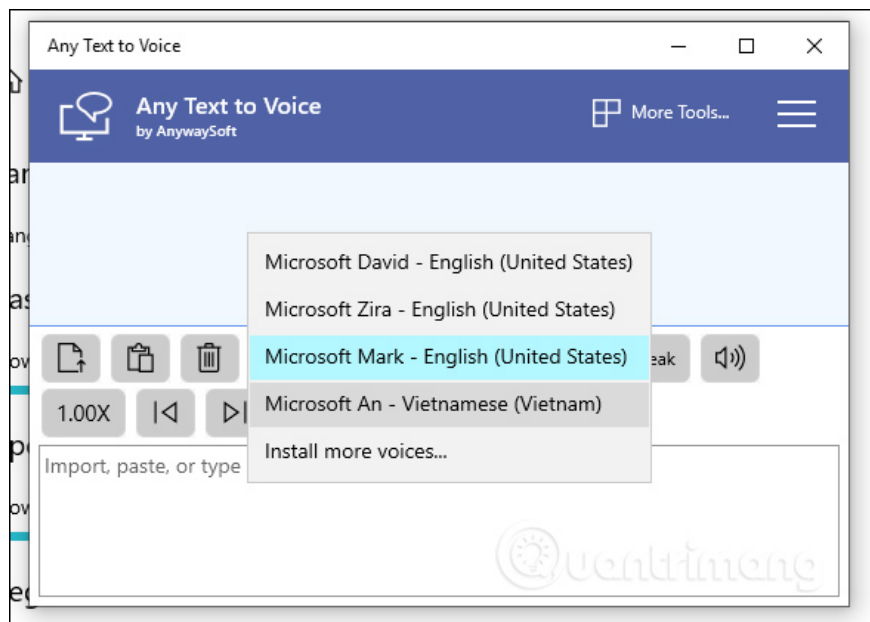 Any Text to Voice
Any Text to Voice
by AnywaySoft
More Tools...
Microsoft David - English (United States)
Microsoft Zira - English (United States)
Microsoft Mark - English (United States)
Microsoft An - Vietnamese (Vietnam)
Install more voices...
1.00X
Import, paste, or type
Quantrimang